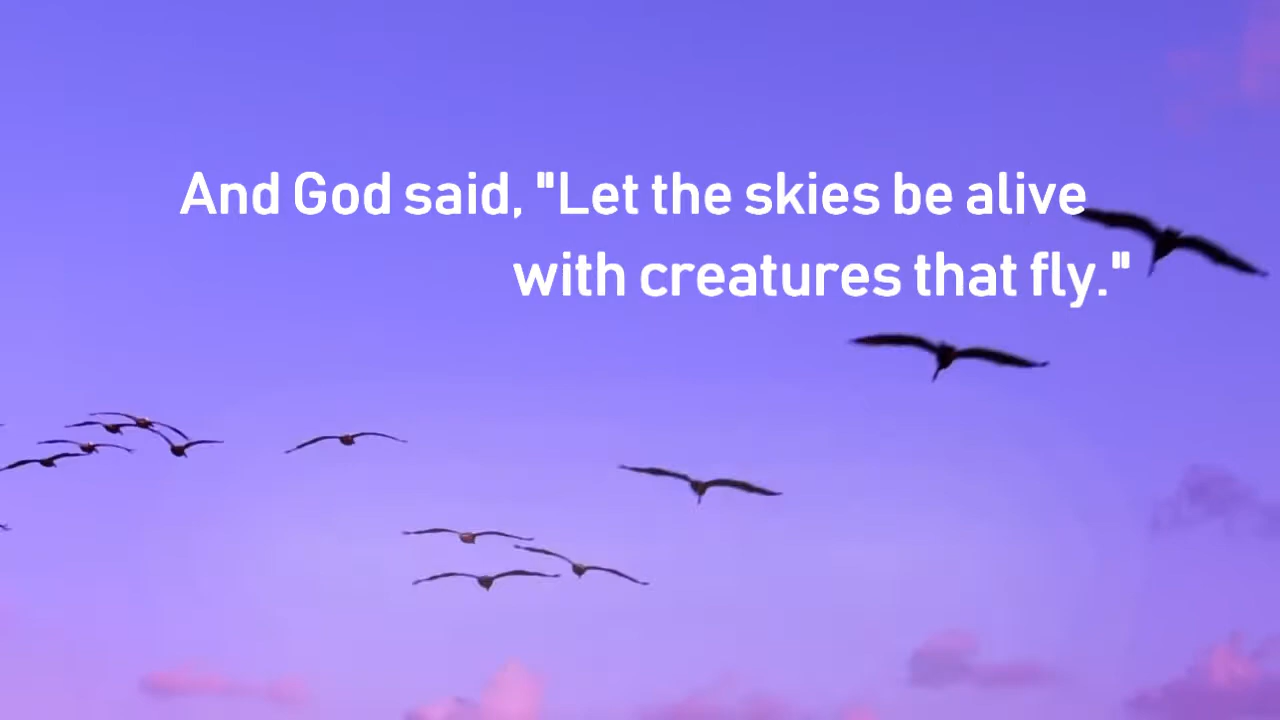 And God said, "Let the skies be alive
with creatures that fly."